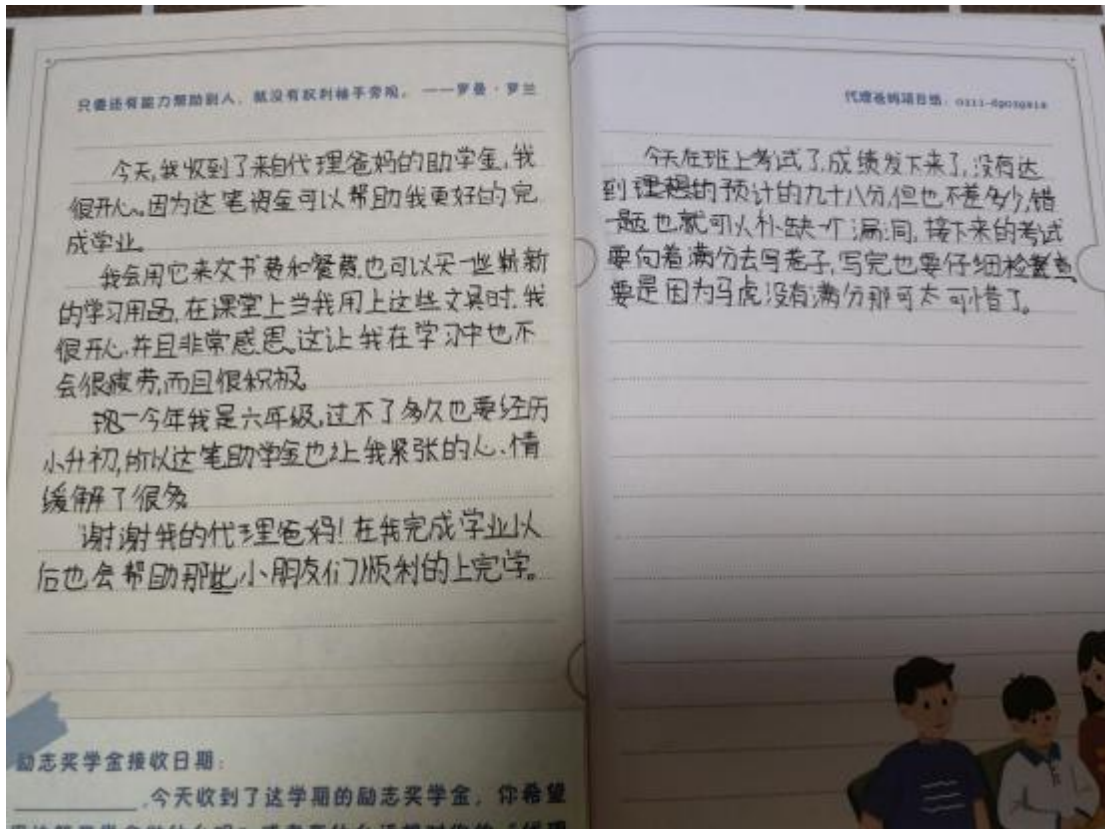 只要还有能力帮助别人，就没有权利袖手旁观。——罗曼·罗兰
今天,我收到了来自代理爸妈的助学金,我
很开心。因为这笔资金可以帮助我更好的完
成学业。
我会用它来交书费和餐费,也可以买一些新新
的学习用品,在课堂上当我用上这些文具时,我
很开心,并且非常感恩。这让我在学习中也不
会很疲劳,而且很积极。
现今年我是六年级,过不了多久也要经历
小升初,所以这笔助学金也让我紧张的心情
缓解了很多。
谢谢我的代理爸妈!在我完成学业以
后也会帮助那些小朋友们顺利的上完学。
励志奖学金接收日期:
,今天收到了这学期的励志奖学金，你希望
代理爸妈项目热
今天在班上考试了,成绩发下来了,没有达
到理想的预计的九十八分,但也不差多少,错
一题也就可以补缺一个漏洞,接下来的考试
要向着满分去写卷子,写完也要仔细检查
要是因为马虎没有满分那可太可惜了。